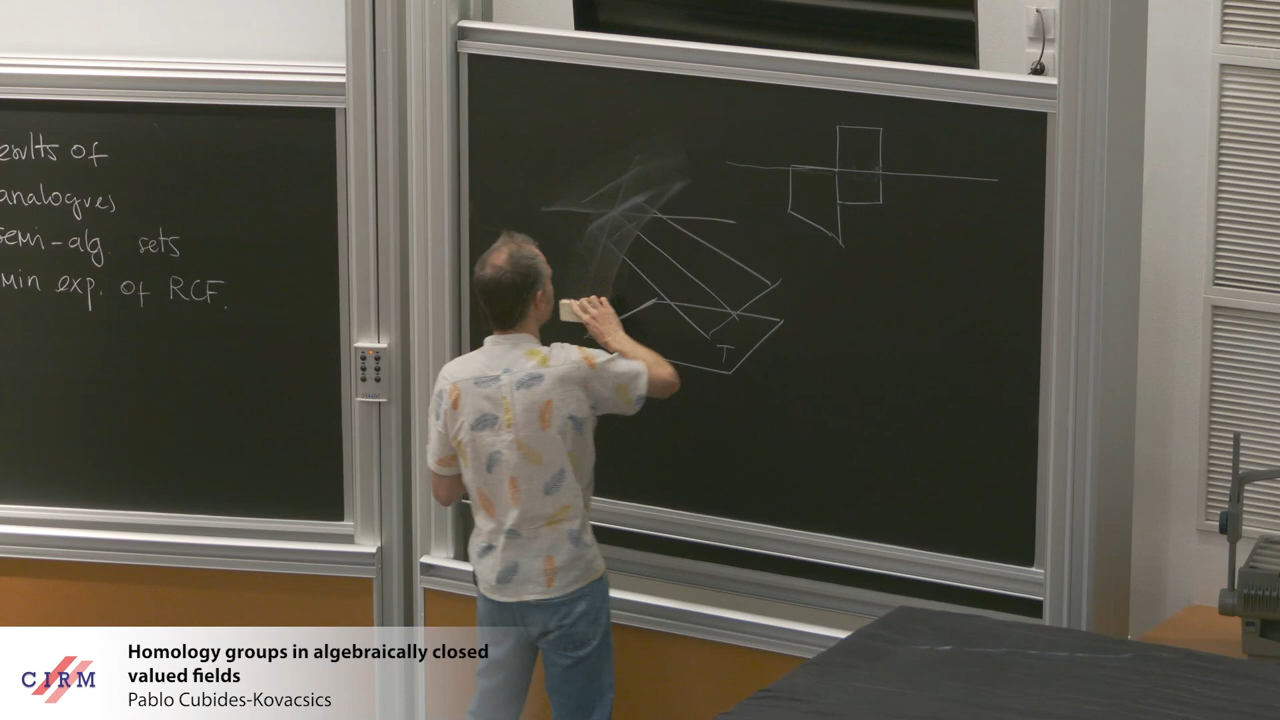 of
analogues
semi-alg. sets
min exp. of RCF.
T
CIRM
Homology groups in algebraically closed
valued fields
Pablo Cubides-Kovacsics